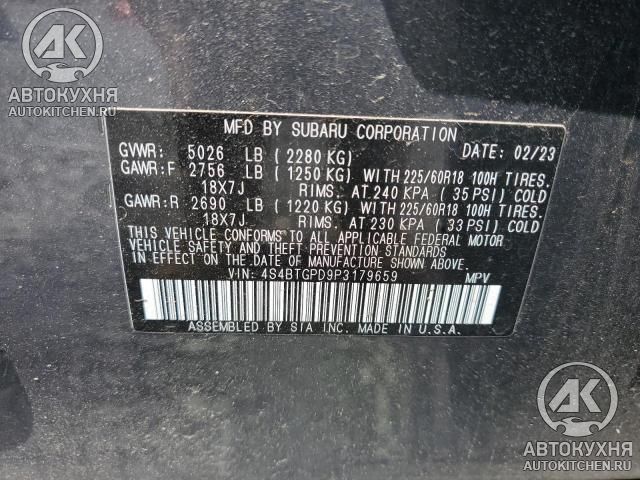 АК
АВТОКУХНЯ
AUTOKITCHEN.RU
MFD BY SUBARU CORPORATION
GVWR: 5026 LB ( 2280 KG) DATE: 02/23
GAWR:F 2756 LB ( 1250 KG) WITH 225/60R18 100H TIRES.
18X7J RIMS. AT 240 KPA ( 35 PSI) COLD
GAWR:R 2690 LB ( 1220 KG) WITH 225/60R18 100H TIRES.
18X7J RIMS. AT 230 KPA ( 33 PSI) COLD
THIS VEHICLE CONFORMS TO ALL APPLICABLE FEDERAL MOTOR
VEHICLE SAFETY AND THEFT PREVENTION STANDARDS
IN EFFECT ON THE DATE OF MANUFACTURE SHOWN ABOVE.
VIN: 4S4BTGPD9P3179659 MPV
ASSEMBLED BY SIA INC. MADE IN U.S.A.
АК
АВТОКУХНЯ
AUTOKITCHEN.RU